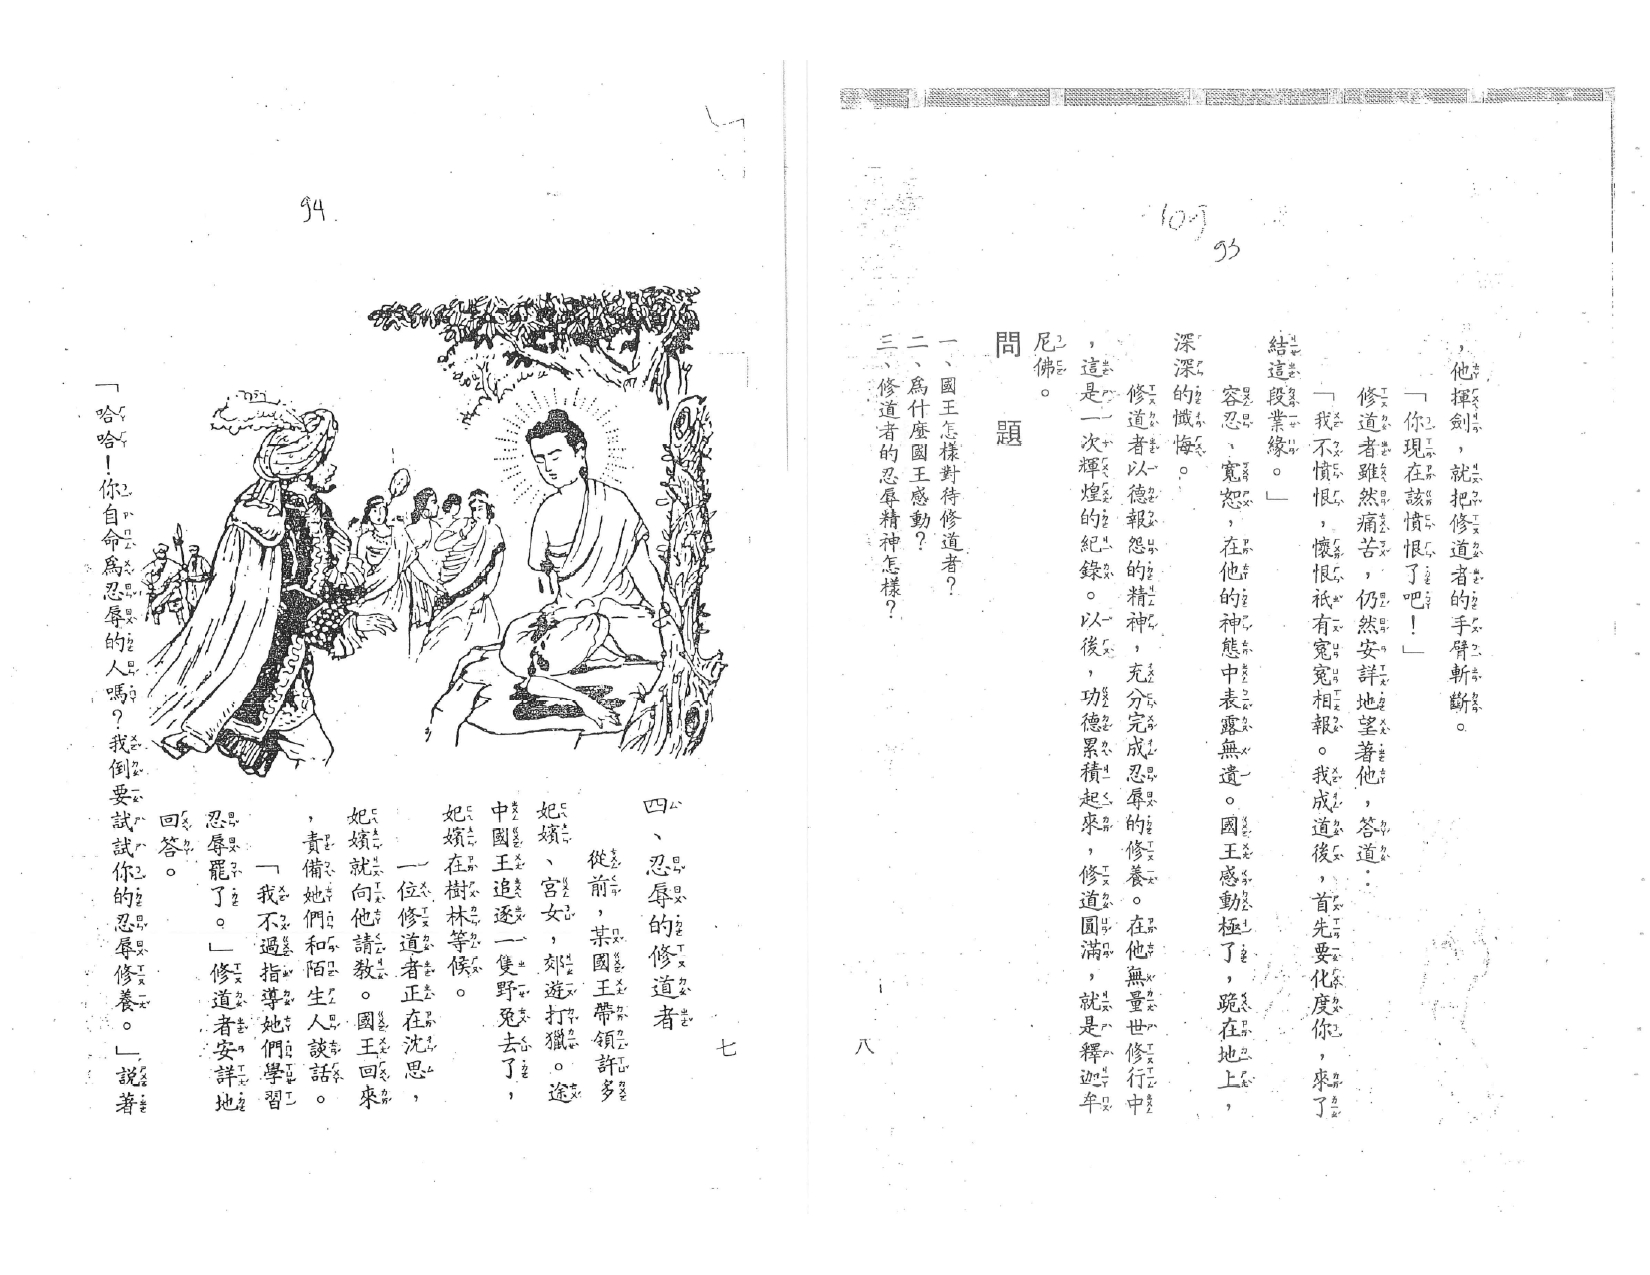 94
四、忍辱的修道者
從前，某國王帶領許多
妃嬪、宮女，郊遊打獵。途
中國王追逐一隻野兔去了，
妃嬪在樹林等候。
一位修道者正在沈思，
妃嬪就向他請教。國王回來
，責備她們和陌生人談話。
「我不過指導她們學習
忍辱罷了。」修道者安詳地
回答。
「哈哈！你自命為忍辱的人嗎？我倒要試試你的忍辱修養。」說著
七
109
93
，他揮劍，就把修道者的手臂斬斷。
「你現在該憤恨了吧！」
修道者雖然痛苦，仍然安詳地望著他，答道：
「我不憤恨，懷恨祇有冤冤相報。我成道後，首先要化度你，來了
結這段業緣。」
容忍、寬恕，在他的神態中表露無遺。國王感動極了，跪在地上，
深深的懺悔。
修道者以德報怨的精神，充分完成忍辱的修養。在他無量世修行中
，這是一次輝煌的紀錄。以後，功德累積起來，修道圓滿，就是釋迦牟
尼佛。
問題
一、國王怎樣對待修道者？
二、為什麼國王感動？
三、修道者的忍辱精神怎樣？
八